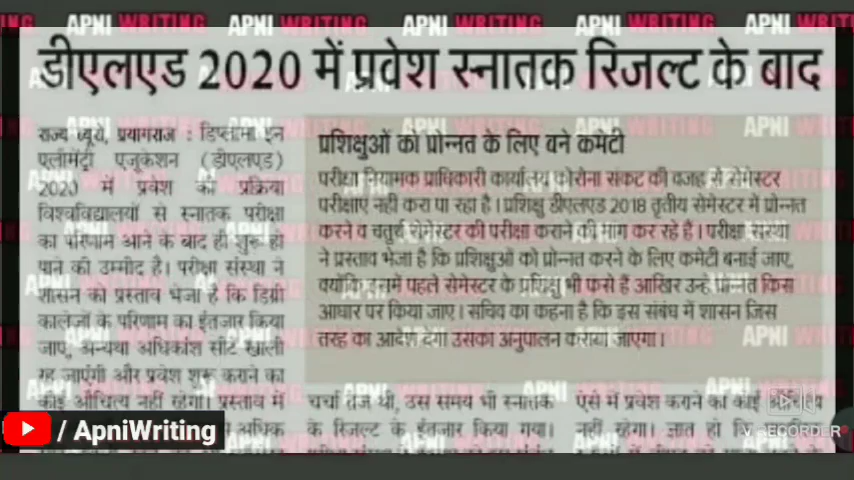 APNI WRITING
डीएलएड 2020 में प्रवेश स्नातक रिजल्ट के बाद
राज्य ब्यूरो, प्रयागराज : डिप्लोमा इन
एलीमेंट्री एजूकेशन (डीएलएड)
2020 में प्रवेश की प्रक्रिया
विश्वविद्यालयों से स्नातक परीक्षा
का परिणाम आने के बाद ही शुरू हो
पाने की उम्मीद है। परीक्षा संस्था ने
शासन को प्रस्ताव भेजा है कि डिग्री
कालेजों के परिणाम का इंतजार किया
जाए, अन्यथा अधिकांश सीटें खाली
रह जाएंगी और प्रवेश शुरू कराने का
कोई औचित्य नहीं रहेगा। प्रस्ताव में
अधिक
प्रशिक्षुओं को प्रोन्नत के लिए बने कमेटी
परीक्षा नियामक प्राधिकारी कार्यालय कोरोना संकट की वजह से सेमेस्टर
परीक्षाएं नहीं करा पा रहा है। प्रशिक्षु डीएलएड 2018 तृतीय सेमेस्टर में प्रोन्नत
करने व चतुर्थ सेमेस्टर की परीक्षा कराने की मांग कर रहे हैं। परीक्षा संस्था
ने प्रस्ताव भेजा है कि प्रशिक्षुओं को प्रोन्नत करने के लिए कमेटी बनाई जाए,
क्योंकि इसमें पहले सेमेस्टर के प्रशिक्षु भी फंसे हैं आखिर उन्हें प्रोन्नत किस
आधार पर किया जाए। सचिव का कहना है कि इस संबंध में शासन जिस
तरह का आदेश देगा उसका अनुपालन कराया जाएगा।
चर्चा तेज थी, उस समय भी स्नातक
के रिजल्ट के इंतजार किया गया।
ऐसे में प्रवेश कराने का कोई
नहीं रहेगा। ज्ञात हो कि
/ ApniWriting
V RECORDER